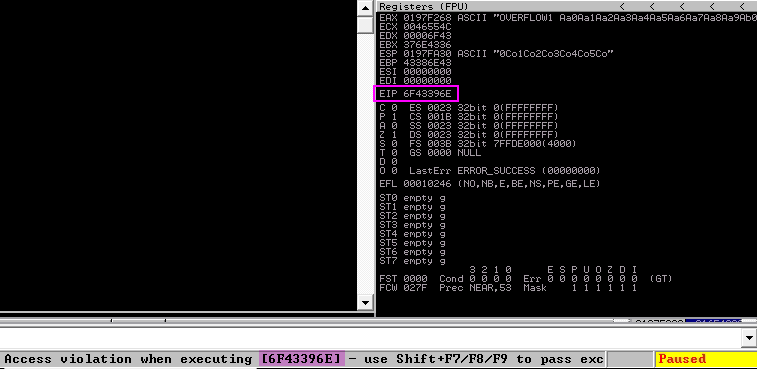 Registers (FPU) < < < < <
EAX 0197F268 ASCII "OVERFLOW1 Aa0Aa1Aa2Aa3Aa4Aa5Aa6Aa7Aa8Aa9Ab0
ECX 0046554C
EDX 00006F43
EBX 376E4336
ESP 0197FA30 ASCII "0Co1Co2Co3Co4Co5Co"
EBP 43386E43
ESI 00000000
EDI 00000000
EIP 6F43396E
C 0 ES 0023 32bit 0(FFFFFFFF)
P 1 CS 001B 32bit 0(FFFFFFFF)
A 0 SS 0023 32bit 0(FFFFFFFF)
Z 1 DS 0023 32bit 0(FFFFFFFF)
S 0 FS 003B 32bit 7FFDE000(4000)
T 0 GS 0000 NULL
D 0
O 0 LastErr ERROR_SUCCESS (00000000)
EFL 00010246 (NO,NB,E,BE,NS,PE,GE,LE)
ST0 empty g
ST1 empty g
ST2 empty g
ST3 empty g
ST4 empty g
ST5 empty g
ST6 empty g
ST7 empty g
3 2 1 0 E S P U O Z D I
FST 0000 Cond 0 0 0 0 Err 0 0 0 0 0 0 0 0 (GT)
FCW 027F Prec NEAR,53 Mask 1 1 1 1 1 1
Access violation when executing [6F43396E] - use Shift+F7/F8/F9 to pass exc
Paused